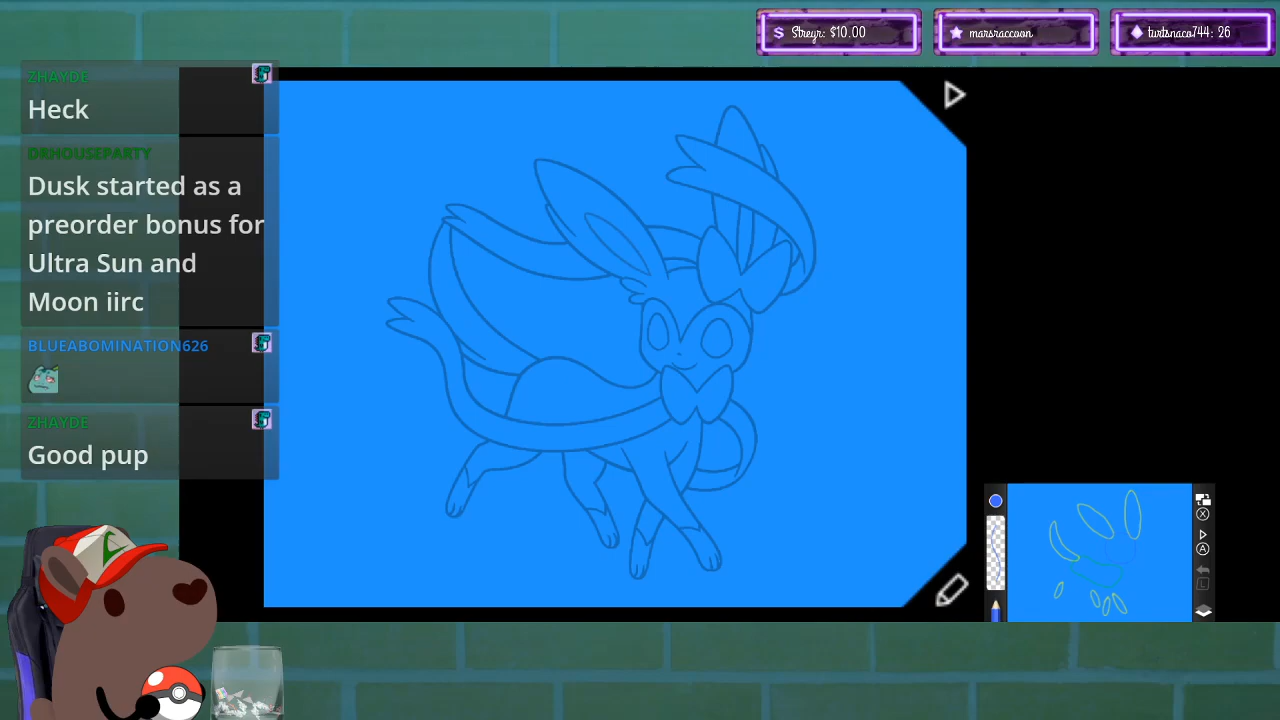 Streyr: $10.00
marsraccoon
twtsnaco744: 26
ZHAYDE
Heck
DRHOUSEPARTY
Dusk started as a
preorder bonus for
Ultra Sun and
Moon iirc
BLUEABOMINATION626
ZHAYDE
Good pup
A